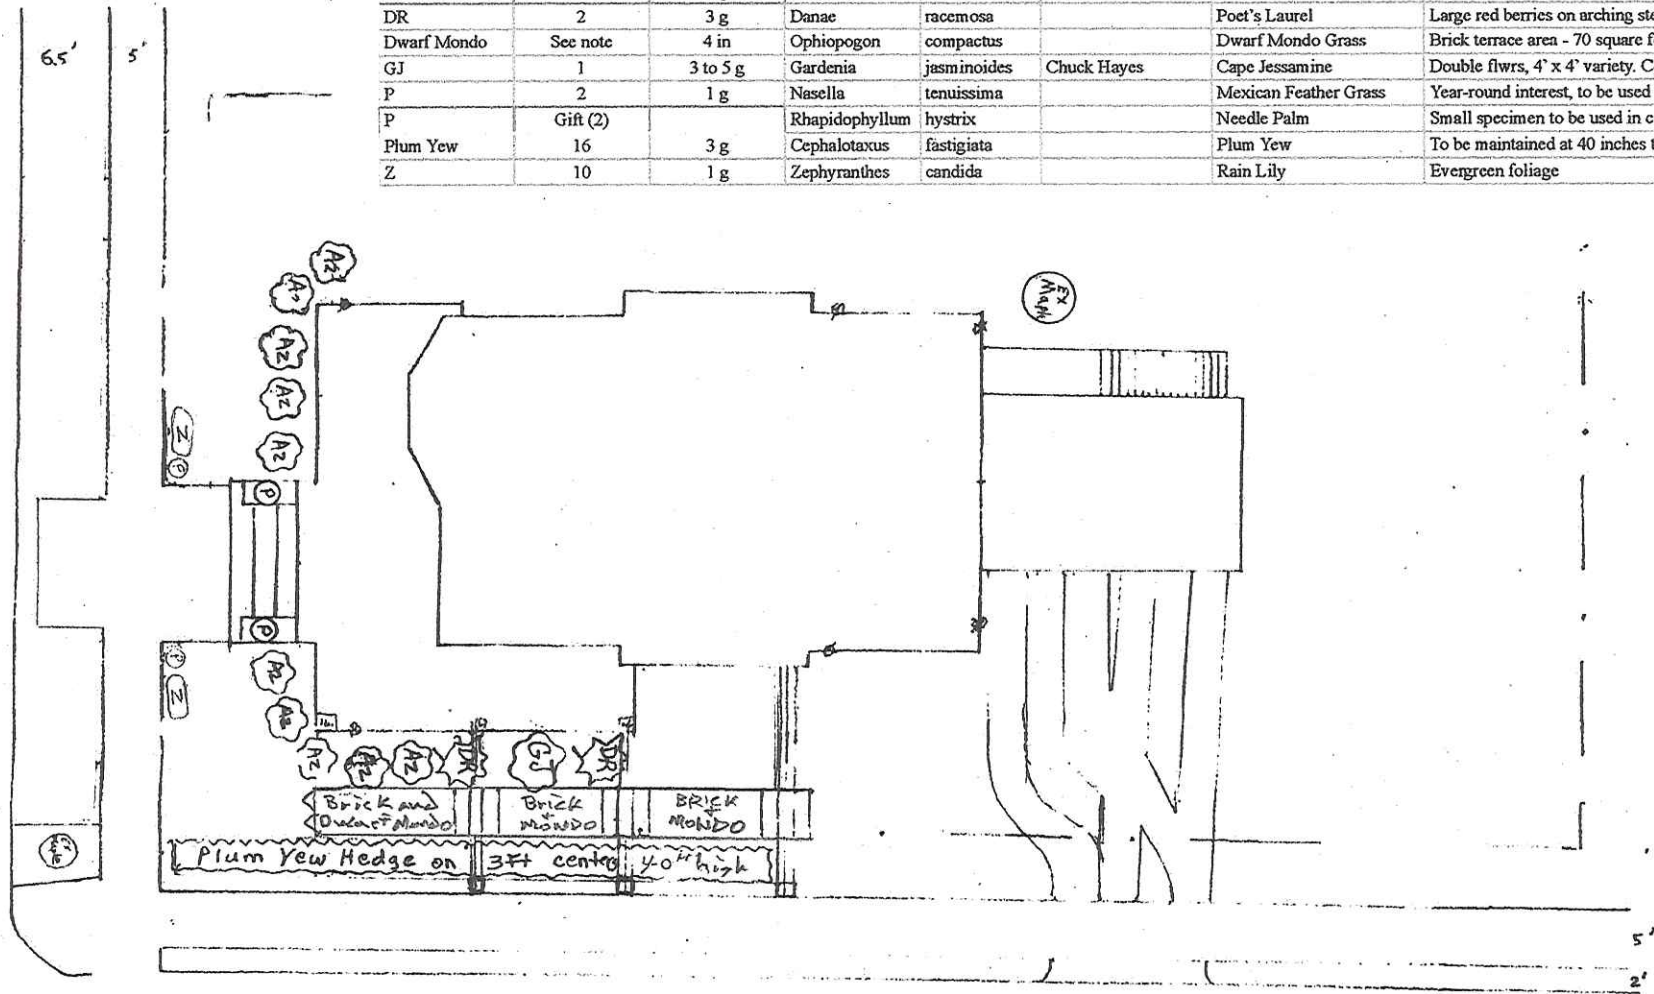 6.5'
5'
DR 2 3 g Danae racemosa Poet's Laurel Large red berries on arching ste
Dwarf Mondo See note 4 in Ophiopogon compactus Dwarf Mondo Grass Brick terrace area - 70 square f
GJ 1 3 to 5 g Gardenia jasminoides Chuck Hayes Cape Jessamine Double flwrs, 4' x 4' variety. C
P 2 1 g Nasella tenuissima Mexican Feather Grass Year-round interest, to be used
P Gift (2) Rhapidophyllum hystrix Needle Palm Small specimen to be used in c
Plum Yew 16 3 g Cephalotaxus fastigiata Plum Yew To be maintained at 40 inches t
Z 10 1 g Zephyranthes candida Rain Lily Evergreen foliage
Az
Az
Az
Az
Az
Ex
Z
P
P
P
P
Z
Az
Az
Az
Az
Az
DR
GJ
DR
Brick and
Dwarf Mondo
Brick
+
MONDO
BRICK
+
MONDO
Plum Yew Hedge on 3Ft center 40" high
5'
2'